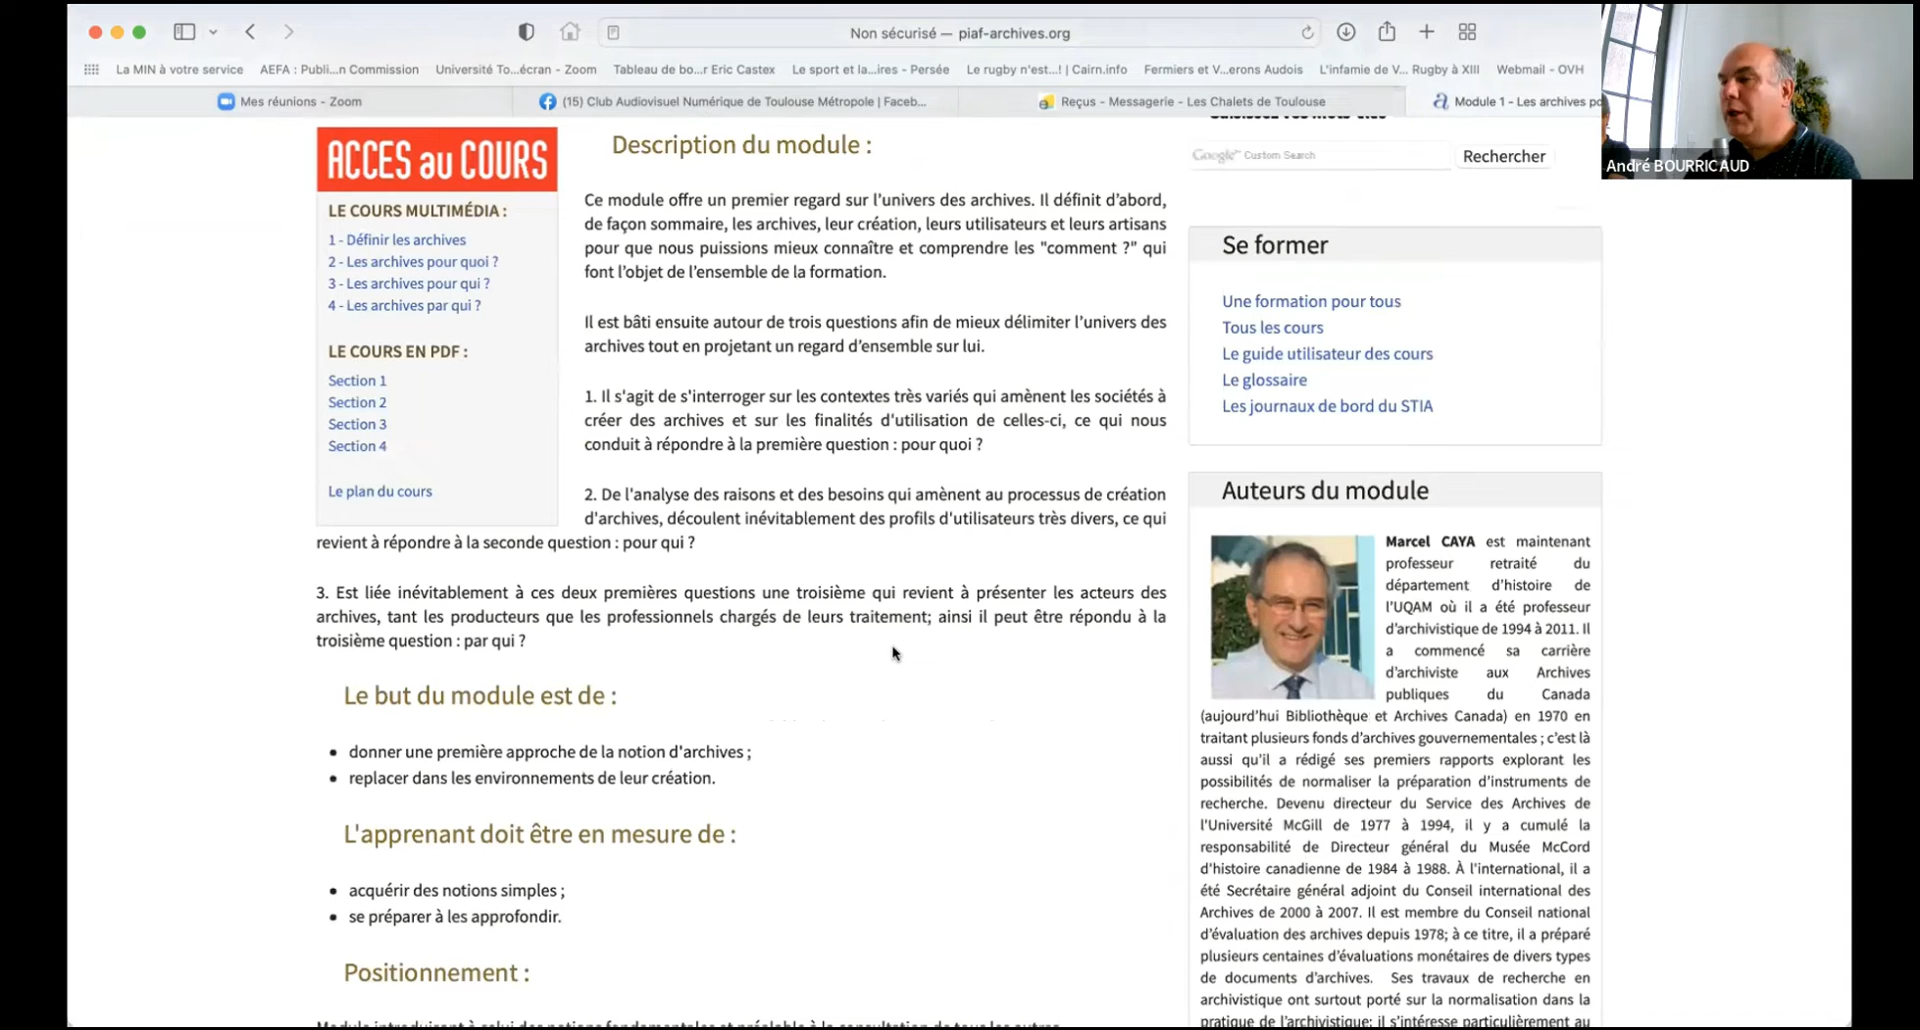 Non sécurisé — piaf-archives.org
La MIN à votre service
AEFA : Publi...n Commission
Université To...écran - Zoom
Tableau de bo...r Eric Castex
Le sport et la...ires - Persée
Le rugby n'est...! | Cairn.info
Fermiers et V...erons Audois
L'infamie de V... Rugby à XIII
Webmail - OVH
Mes réunions - Zoom
(15) Club Audiovisuel Numérique de Toulouse Métropole | Faceb...
Reçus - Messagerie - Les Chalets de Toulouse
Module 1 - Les archives po
André BOURRICAUD
ACCES au COURS
LE COURS MULTIMÉDIA :
1 - Définir les archives
2 - Les archives pour quoi ?
3 - Les archives pour qui ?
4 - Les archives par qui ?
LE COURS EN PDF :
Section 1
Section 2
Section 3
Section 4
Le plan du cours
Description du module :
Ce module offre un premier regard sur l'univers des archives. Il définit d'abord,
de façon sommaire, les archives, leur création, leurs utilisateurs et leurs artisans
pour que nous puissions mieux connaître et comprendre les "comment ?" qui
font l'objet de l'ensemble de la formation.
Il est bâti ensuite autour de trois questions afin de mieux délimiter l'univers des
archives tout en projetant un regard d'ensemble sur lui.
1. Il s'agit de s'interroger sur les contextes très variés qui amènent les sociétés à
créer des archives et sur les finalités d'utilisation de celles-ci, ce qui nous
conduit à répondre à la première question : pour quoi ?
2. De l'analyse des raisons et des besoins qui amènent au processus de création
d'archives, découlent inévitablement des profils d'utilisateurs très divers, ce qui
revient à répondre à la seconde question : pour qui ?
3. Est liée inévitablement à ces deux premières questions une troisième qui revient à présenter les acteurs des
archives, tant les producteurs que les professionnels chargés de leurs traitement; ainsi il peut être répondu à la
troisième question : par qui ?
Le but du module est de :
donner une première approche de la notion d'archives ;
replacer dans les environnements de leur création.
L'apprenant doit être en mesure de :
acquérir des notions simples ;
se préparer à les approfondir.
Positionnement :
Module introduisant à celui des notions fondamentales et préalable à la consultation de tous les autres
Saisissez vos mots-clés
Google™ Custom Search
Rechercher
Se former
Une formation pour tous
Tous les cours
Le guide utilisateur des cours
Le glossaire
Les journaux de bord du STIA
Auteurs du module
Marcel CAYA est maintenant
professeur retraité du
département d'histoire de
l'UQAM où il a été professeur
d'archivistique de 1994 à 2011. Il
a commencé sa carrière
d'archiviste aux Archives
publiques du Canada
(aujourd'hui Bibliothèque et Archives Canada) en 1970 en
traitant plusieurs fonds d'archives gouvernementales ; c'est là
aussi qu'il a rédigé ses premiers rapports explorant les
possibilités de normaliser la préparation d'instruments de
recherche. Devenu directeur du Service des Archives de
l'Université McGill de 1977 à 1994, il y a cumulé la
responsabilité de Directeur général du Musée McCord
d'histoire canadienne de 1984 à 1988. À l'international, il a
été Secrétaire général adjoint du Conseil international des
Archives de 2000 à 2007. Il est membre du Conseil national
d'évaluation des archives depuis 1978; à ce titre, il a préparé
plusieurs centaines d'évaluations monétaires de divers types
de documents d'archives. Ses travaux de recherche en
archivistique ont surtout porté sur la normalisation dans la
pratique de l'archivistique; il s'intéresse particulièrement au